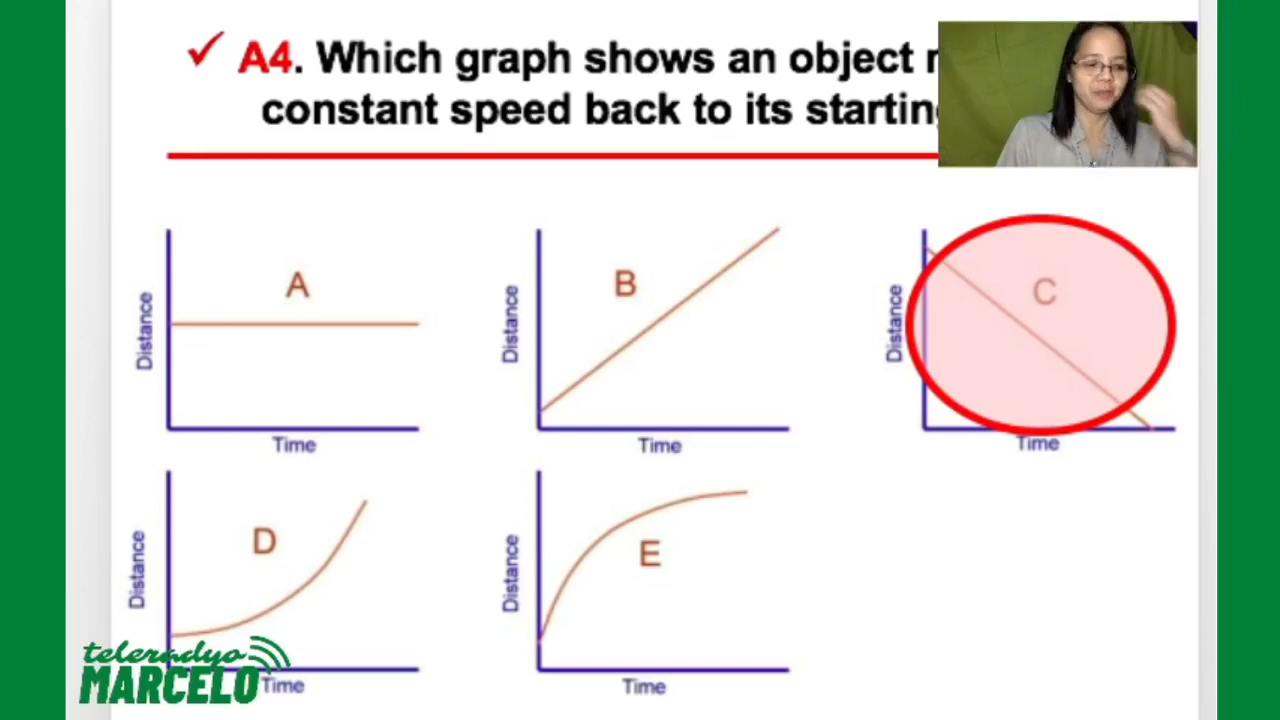 ✓ A4. Which graph shows an object
constant speed back to its starting
A
Distance
Time
B
Distance
Time
C
Distance
Time
D
Distance
Time
E
Distance
Time
teleradyo
MARCELO